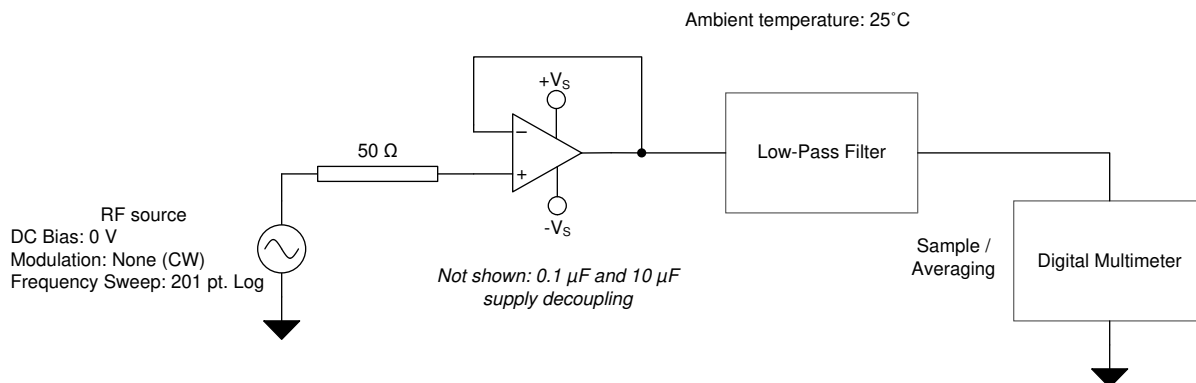 Ambient temperature: 25˚C
+VS
−
50 Ω
+
Low-Pass Filter
-VS
RF source
DC Bias: 0 V
Modulation: None (CW)
Frequency Sweep: 201 pt. Log
Not shown: 0.1 µF and 10 µF
supply decoupling
Sample /
Averaging
Digital Multimeter